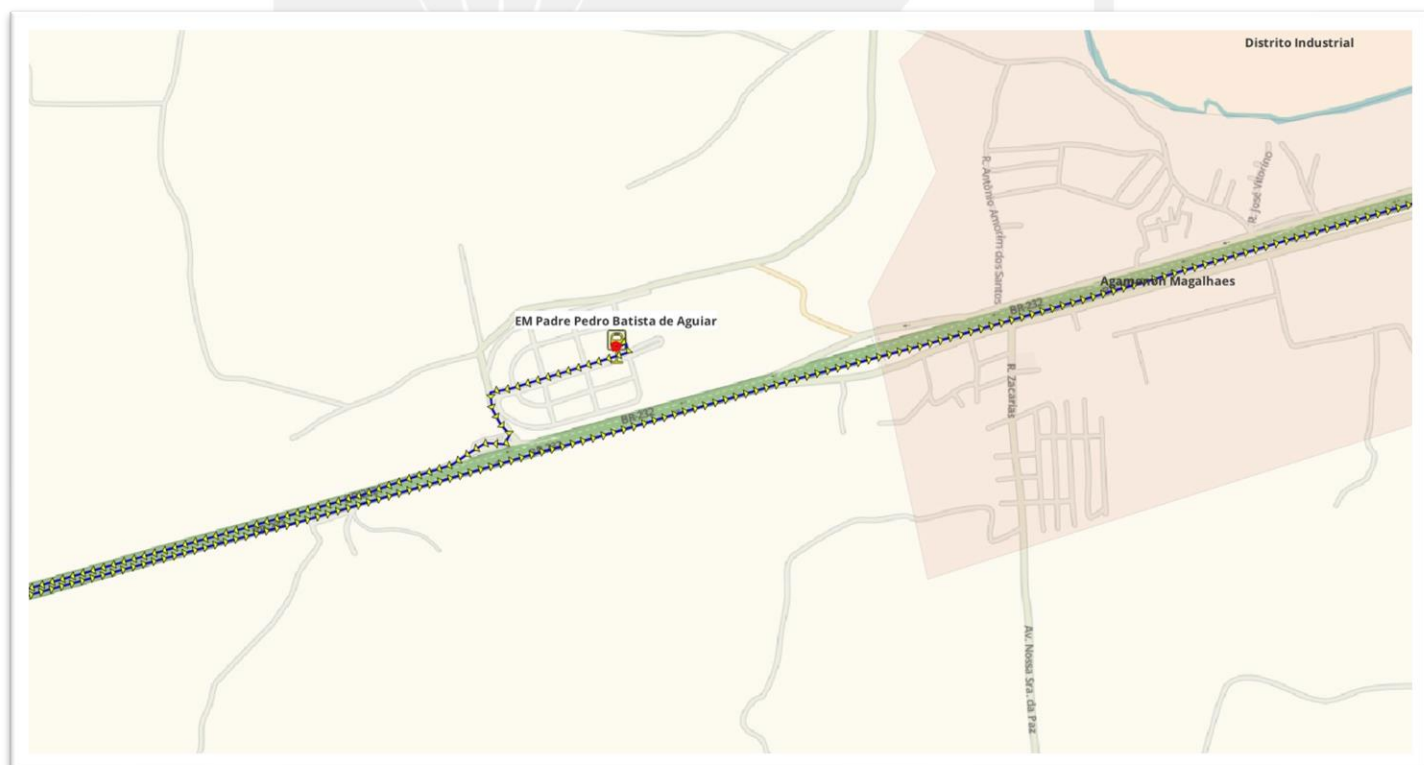 Distrito Industrial
R. José Vitorino
R. Antônio Amorim dos Santos
Agamenon Magalhaes
BR-232
EM Padre Pedro Batista de Aguiar
R. Zacarias
BR-232
Av. Nossa Sra. da Paz